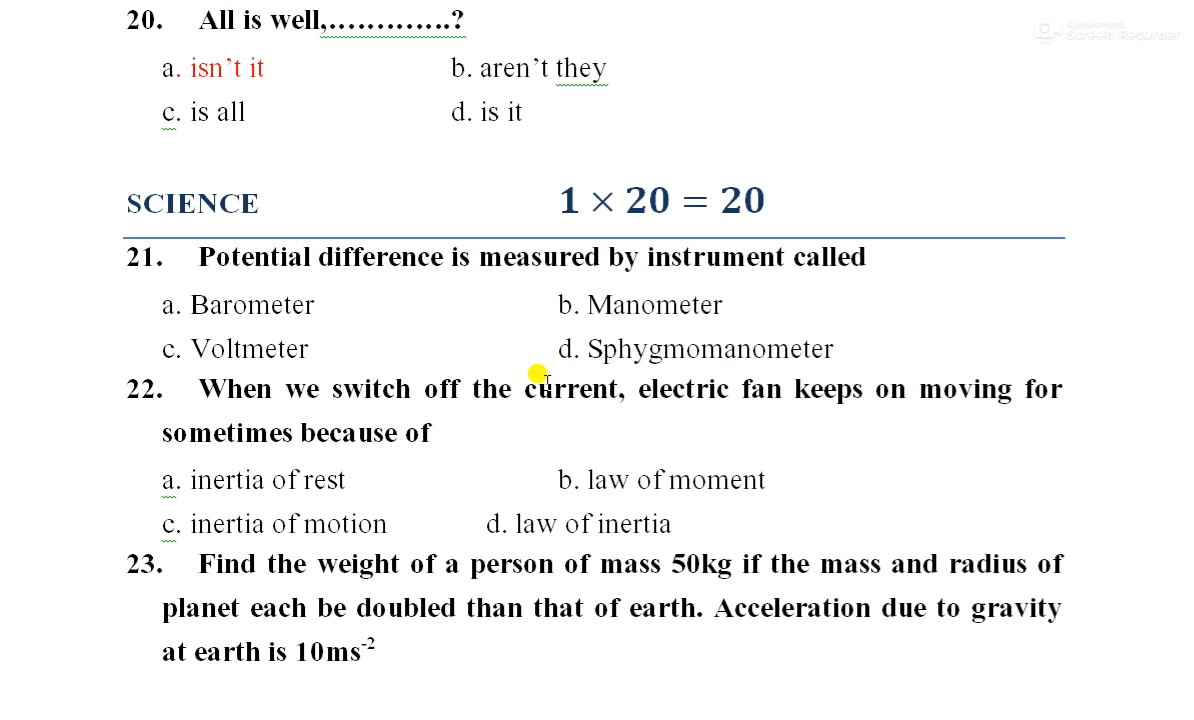 20. All is well,………….?
a. isn’t it b. aren’t they
c. is all d. is it
Screen Recorder
SCIENCE 1 × 20 = 20
21. Potential difference is measured by instrument called
a. Barometer b. Manometer
c. Voltmeter d. Sphygmomanometer
22. When we switch off the current, electric fan keeps on moving for
sometimes because of
a. inertia of rest b. law of moment
c. inertia of motion d. law of inertia
23. Find the weight of a person of mass 50kg if the mass and radius of
planet each be doubled than that of earth. Acceleration due to gravity
at earth is 10ms⁻²